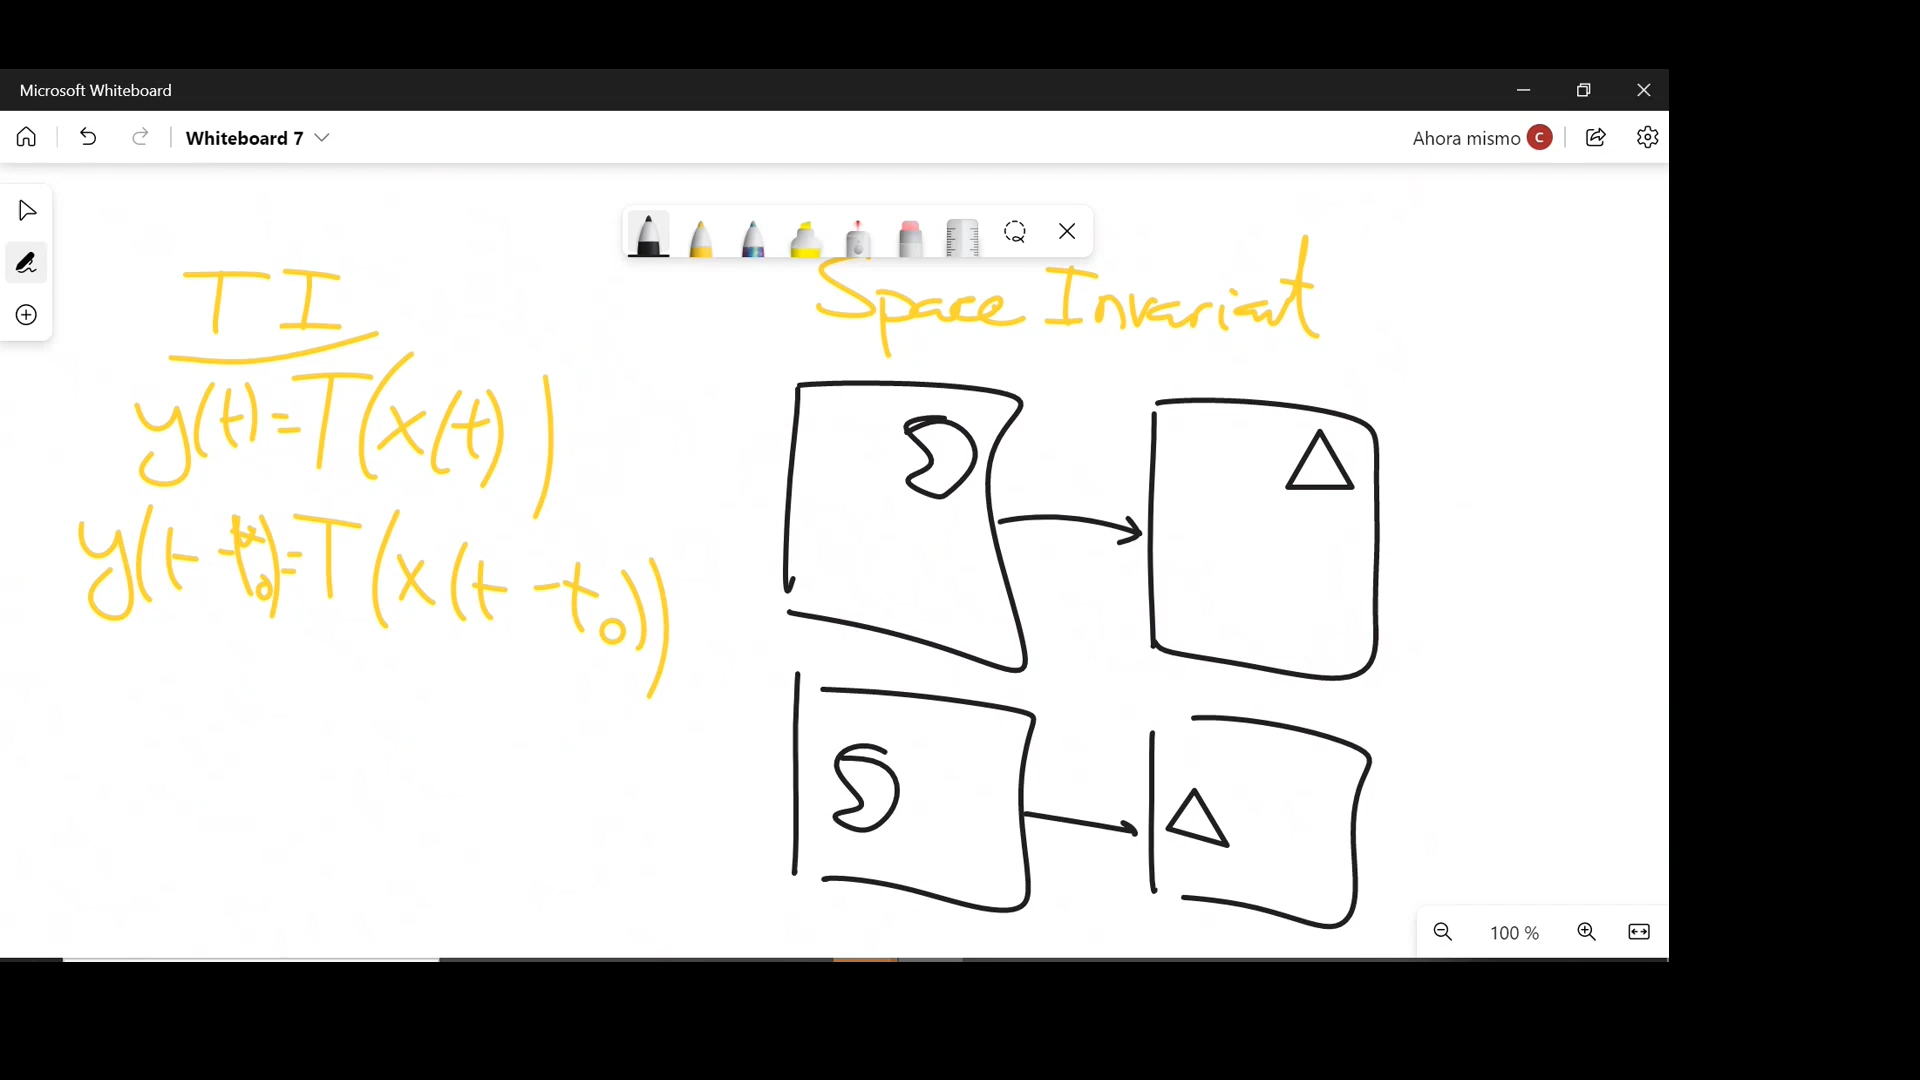 Microsoft Whiteboard
Whiteboard 7
Ahora mismo C
TI
Space Invariant
y(t)=T(x(t))
y(t-t0)=T(x(t-t0))
100 %